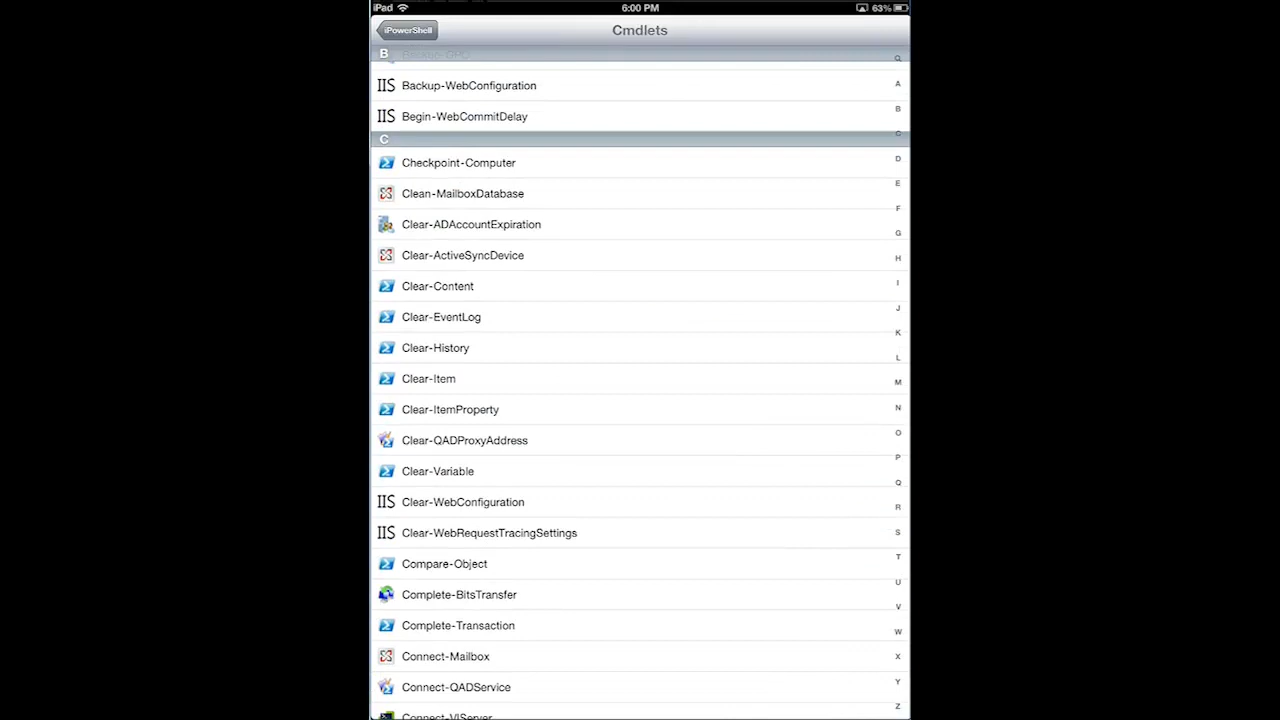 iPad
6:00 PM
63%
iPowerShell
Cmdlets
B
Backup-GPO
IIS Backup-WebConfiguration
IIS Begin-WebCommitDelay
C
Checkpoint-Computer
Clean-MailboxDatabase
Clear-ADAccountExpiration
Clear-ActiveSyncDevice
Clear-Content
Clear-EventLog
Clear-History
Clear-Item
Clear-ItemProperty
Clear-QADProxyAddress
Clear-Variable
IIS Clear-WebConfiguration
IIS Clear-WebRequestTracingSettings
Compare-Object
Complete-BitsTransfer
Complete-Transaction
Connect-Mailbox
Connect-QADService
Connect-VIServer
A
B
C
D
E
F
G
H
I
J
K
L
M
N
O
P
Q
R
S
T
U
V
W
X
Y
Z